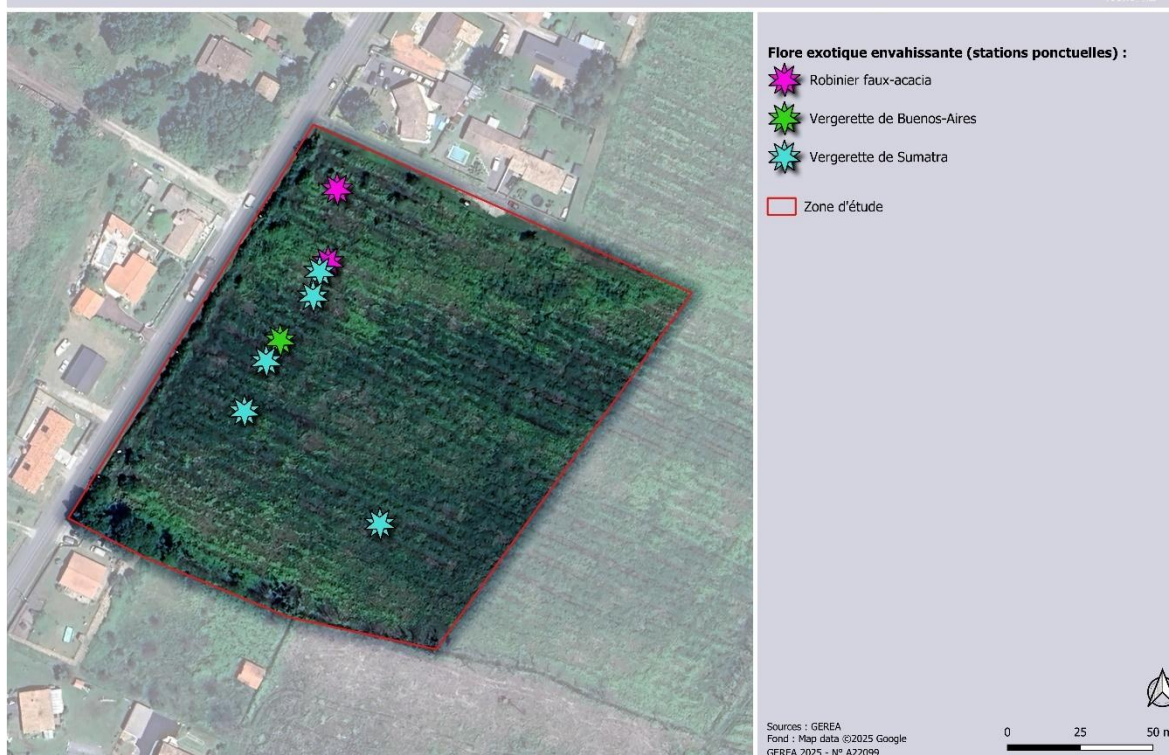 Flore exotique envahissante (stations ponctuelles) :
Robinier faux-acacia
Vergerette de Buenos-Aires
Vergerette de Sumatra
Zone d'étude
Sources : GEREA
Fond : Map data ©2025 Google
GEREA 2025 - N° A22099
0 25 50 m